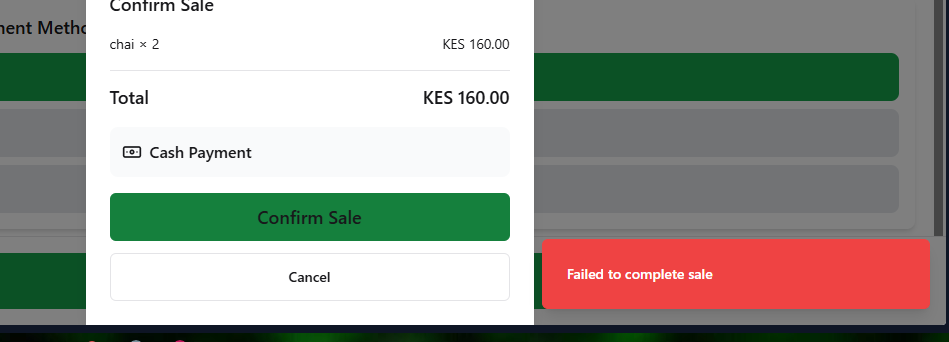 Confirm Sale
ment Metho
chai × 2 KES 160.00
Total KES 160.00
Cash Payment
Confirm Sale
Cancel
Failed to complete sale